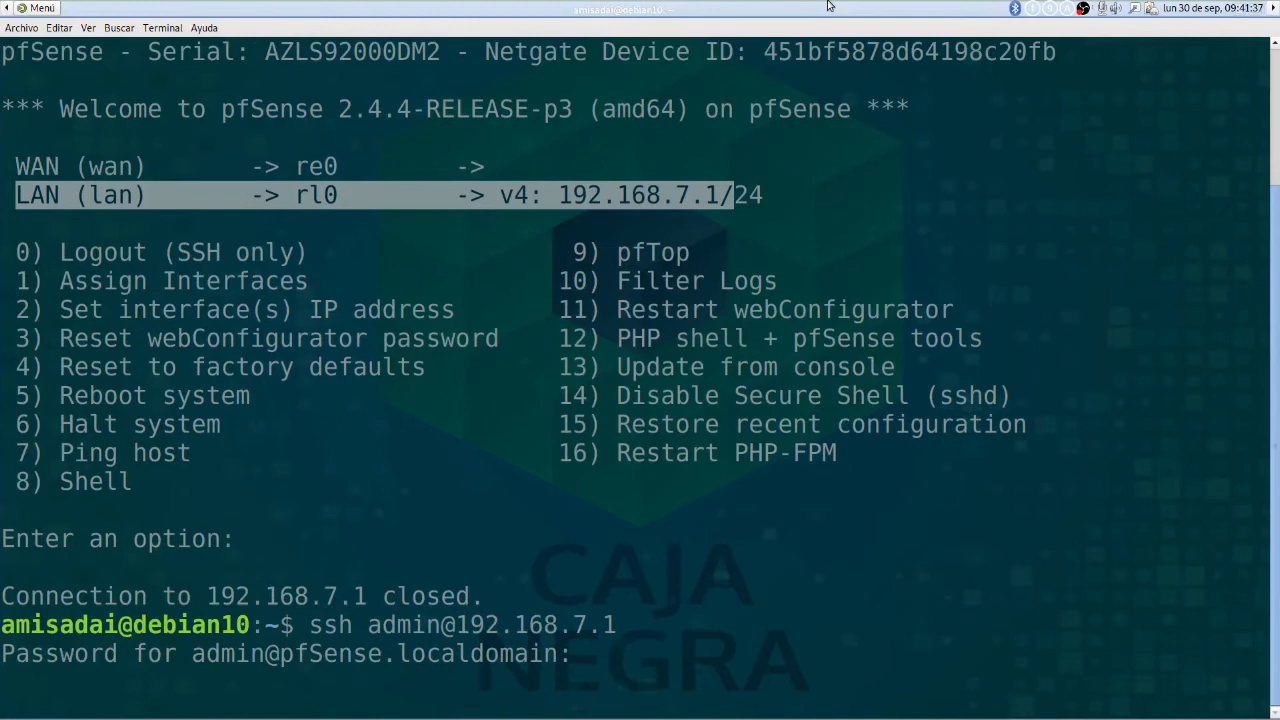 Menú
amisadai@debian10: ~
lun 30 de sep, 09:41:37
Archivo Editar Ver Buscar Terminal Ayuda
pfSense - Serial: AZLS92000DM2 - Netgate Device ID: 451bf5878d64198c20fb
*** Welcome to pfSense 2.4.4-RELEASE-p3 (amd64) on pfSense ***
WAN (wan) -> re0 ->
LAN (lan) -> rl0 -> v4: 192.168.7.1/24
0) Logout (SSH only) 9) pfTop
1) Assign Interfaces 10) Filter Logs
2) Set interface(s) IP address 11) Restart webConfigurator
3) Reset webConfigurator password 12) PHP shell + pfSense tools
4) Reset to factory defaults 13) Update from console
5) Reboot system 14) Disable Secure Shell (sshd)
6) Halt system 15) Restore recent configuration
7) Ping host 16) Restart PHP-FPM
8) Shell
Enter an option:
Connection to 192.168.7.1 closed.
amisadai@debian10:~$ ssh admin@192.168.7.1
Password for admin@pfSense.localdomain:
CAJA
NEGRA